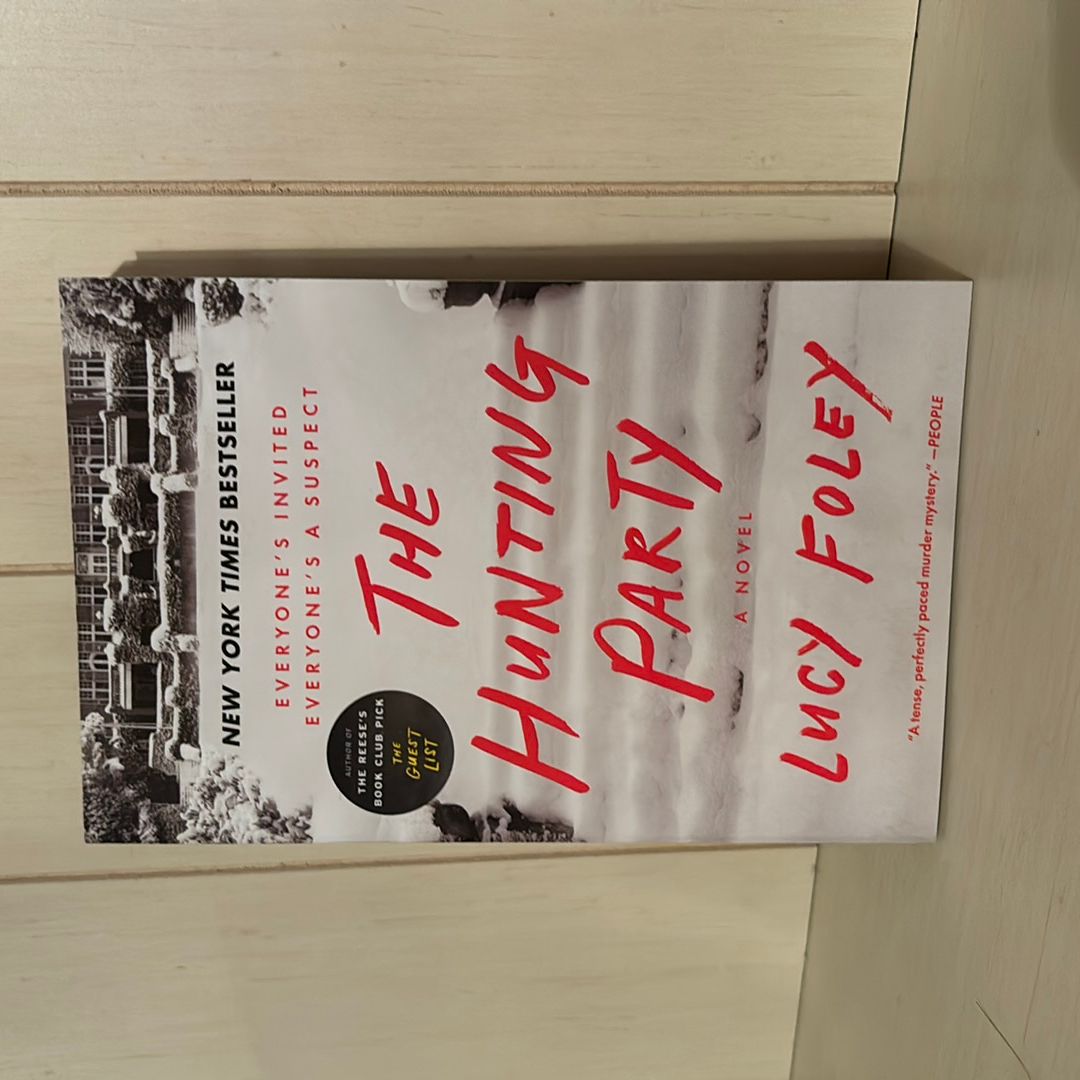 NEW YORK TIMES BESTSELLER
EVERYONE'S INVITED
EVERYONE'S A SUSPECT
AUTHOR OF
THE REESE'S
BOOK CLUB PICK
THE
GUEST
LIST
THE
HUNTING
PARTY
A NOVEL
LUCY FOLEY
"A tense, perfectly paced murder mystery." —PEOPLE